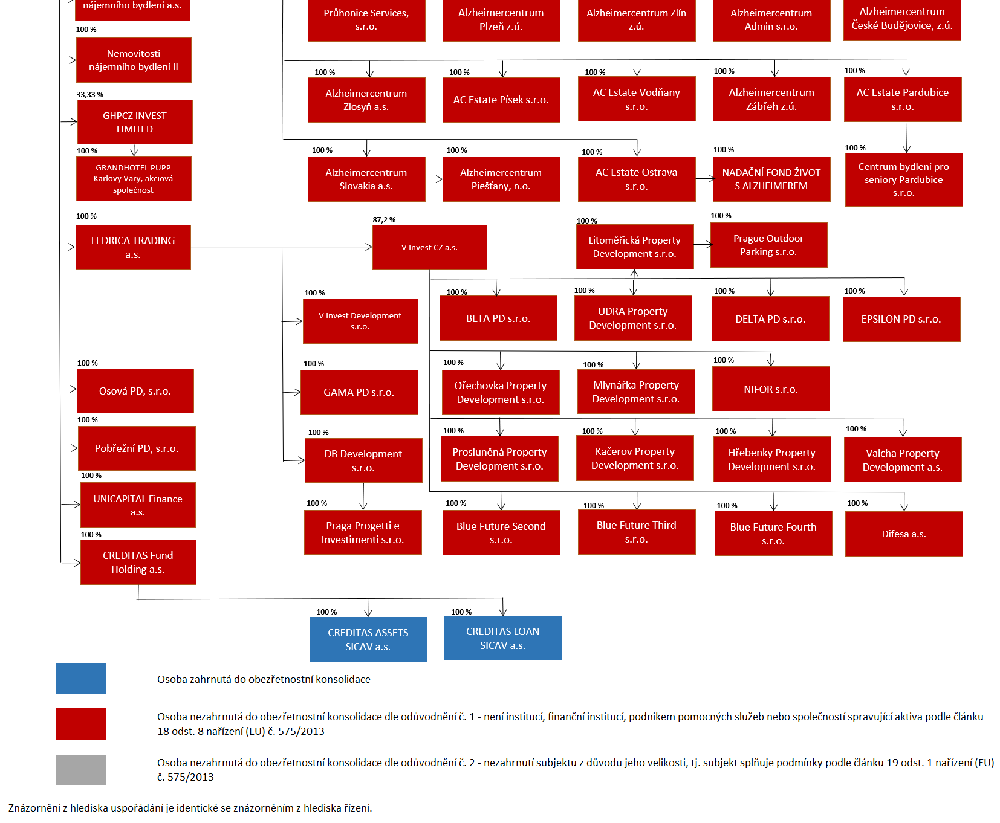 nájemního bydlení a.s.
Průhonice Services,
s.r.o.
Alzheimercentrum
Plzeň z.ú.
Alzheimercentrum Zlín
z.ú.
Alzheimercentrum
Admin s.r.o.
Alzheimercentrum
České Budějovice, z.ú.
100 %
Nemovitosti
nájemního bydlení II
100 %
Alzheimercentrum
Zlosyň a.s.
100 %
AC Estate Písek s.r.o.
100 %
AC Estate Vodňany
s.r.o.
100 %
Alzheimercentrum
Zábřeh z.ú.
100 %
AC Estate Pardubice
s.r.o.
33,33 %
GHPCZ INVEST
LIMITED
100 %
GRANDHOTEL PUPP
Karlovy Vary, akciová
společnost
100 %
Alzheimercentrum
Slovakia a.s.
100 %
Alzheimercentrum
Piešťany, n.o.
100 %
AC Estate Ostrava
s.r.o.
100 %
NADAČNÍ FOND ŽIVOT
S ALZHEIMEREM
100 %
Centrum bydlení pro
seniory Pardubice
s.r.o.
100 %
LEDRICA TRADING
a.s.
87,2 %
V Invest CZ a.s.
100 %
Litoměřická Property
Development s.r.o.
100 %
Prague Outdoor
Parking s.r.o.
100 %
V Invest Development
s.r.o.
100 %
BETA PD s.r.o.
100 %
UDRA Property
Development s.r.o.
100 %
DELTA PD s.r.o.
100 %
EPSILON PD s.r.o.
100 %
Osová PD, s.r.o.
100 %
GAMA PD s.r.o.
100 %
Ořechovka Property
Development s.r.o.
100 %
Mlynářka Property
Development s.r.o.
100 %
NIFOR s.r.o.
100 %
Pobřežní PD, s.r.o.
100 %
DB Development
s.r.o.
100 %
Prosluněná Property
Development s.r.o.
100 %
Kačerov Property
Development s.r.o.
100 %
Hřebenky Property
Development s.r.o.
100 %
Valcha Property
Development a.s.
100 %
UNICAPITAL Finance
a.s.
100 %
Praga Progetti e
Investimenti s.r.o.
100 %
Blue Future Second
s.r.o.
100 %
Blue Future Third
s.r.o.
100 %
Blue Future Fourth
s.r.o.
100 %
Difesa a.s.
100 %
CREDITAS Fund
Holding a.s.
100 %
CREDITAS ASSETS
SICAV a.s.
100 %
CREDITAS LOAN
SICAV a.s.
Osoba zahrnutá do obezřetnostní konsolidace
Osoba nezahrnutá do obezřetnostní konsolidace dle odůvodnění č. 1 - není institucí, finanční institucí, podnikem pomocných služeb nebo společností spravující aktiva podle článku
18 odst. 8 nařízení (EU) č. 575/2013
Osoba nezahrnutá do obezřetnostní konsolidace dle odůvodnění č. 2 - nezahrnutí subjektu z důvodu jeho velikosti, tj. subjekt splňuje podmínky podle článku 19 odst. 1 nařízení (EU)
č. 575/2013
Znázornění z hlediska uspořádání je identické se znázorněním z hlediska řízení.